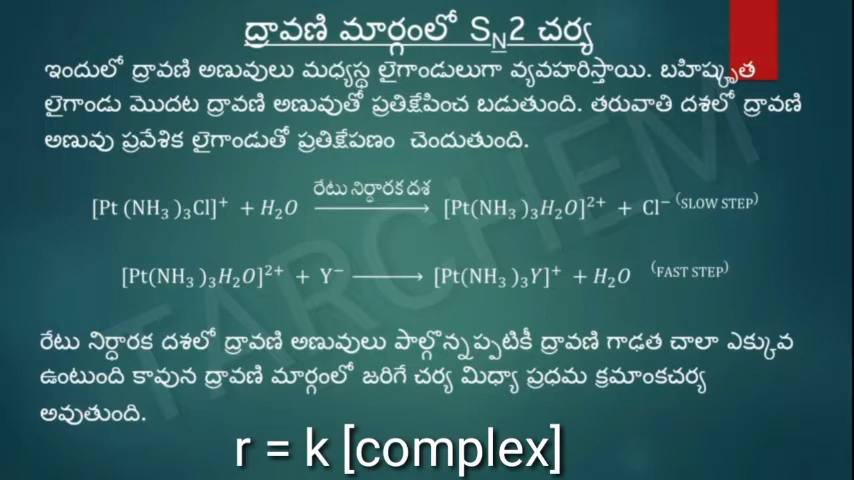 ద్రావణి మార్గంలో S_N2 చర్య
ఇందులో ద్రావణి అణువులు మధ్యస్థ లైగాండులుగా వ్యవహరిస్తాయి. బహిష్కృత
లైగాండు మొదట ద్రావణి అణువుతో ప్రతిక్షేపించ బడుతుంది. తరువాతి దశలో ద్రావణి
అణువు ప్రవేశిక లైగాండుతో ప్రతిక్షేపణం చెందుతుంది.
రేటు నిర్ధారక దశ
[Pt (NH₃)₃Cl]⁺ + H₂O ⟶ [Pt(NH₃)₃H₂O]²⁺ + Cl⁻ (SLOW STEP)
[Pt(NH₃)₃H₂O]²⁺ + Y⁻ ⟶ [Pt(NH₃)₃Y]⁺ + H₂O (FAST STEP)
రేటు నిర్ధారక దశలో ద్రావణి అణువులు పాల్గొన్నప్పటికీ ద్రావణి గాఢత చాలా ఎక్కువ
ఉంటుంది కావున ద్రావణి మార్గంలో జరిగే చర్య మిధ్యా ప్రధమ క్రమాంకచర్య
అవుతుంది.
r = k [complex]
TARCHEM